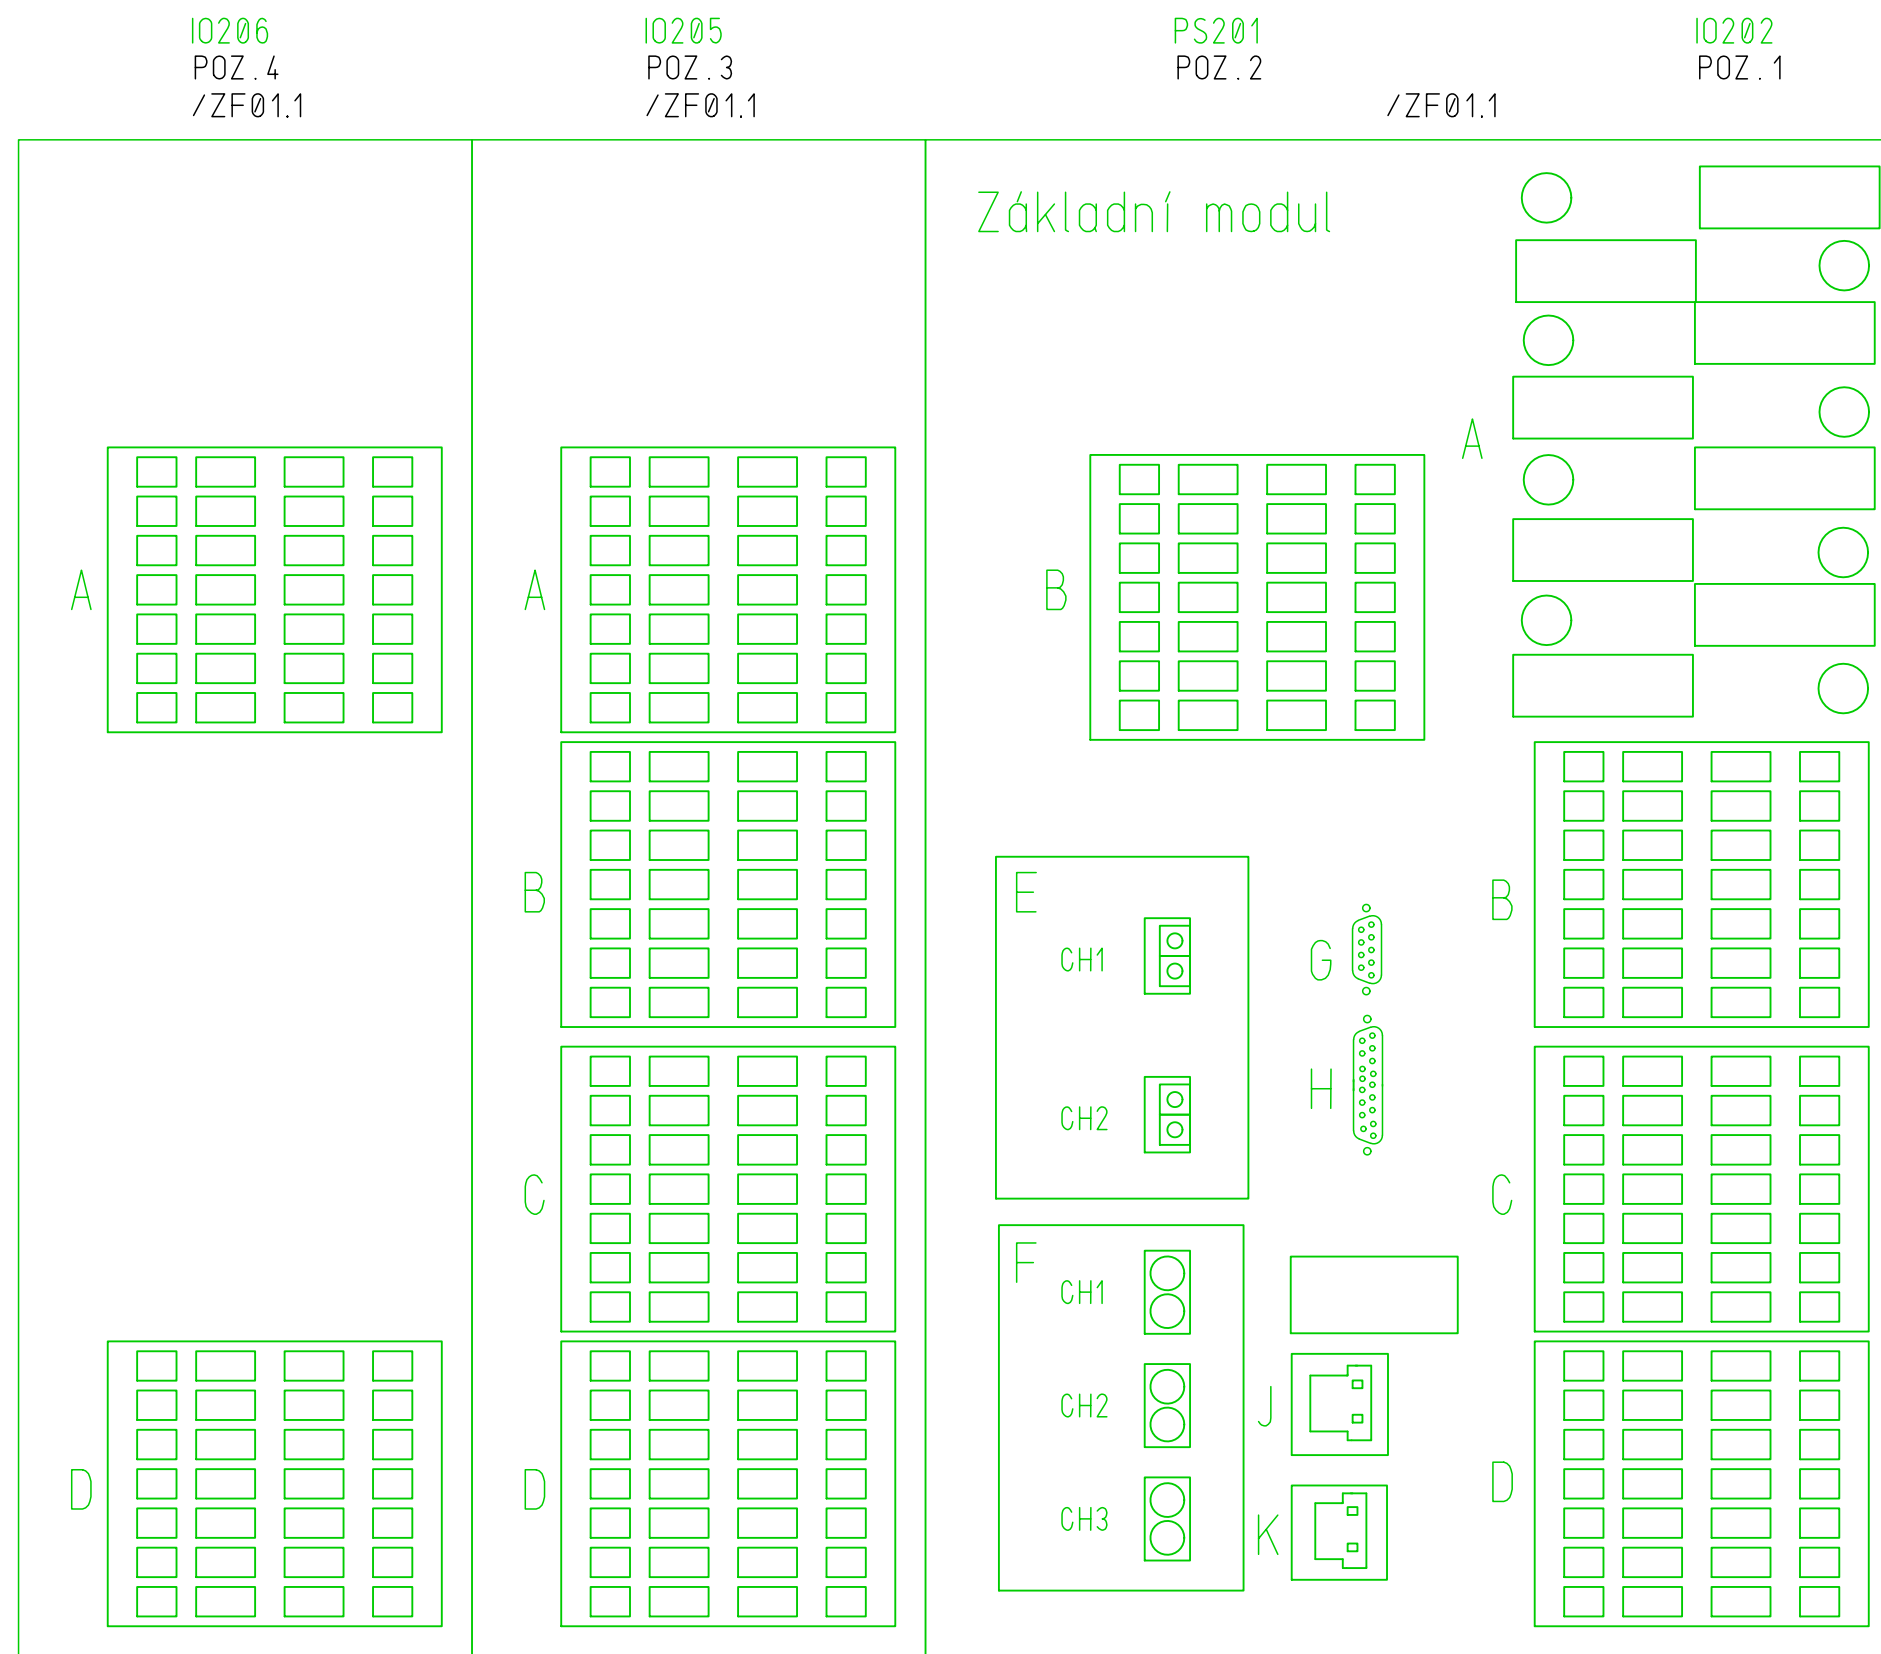 IO206 IO205 PS201 IO202
POZ.4 POZ.3 POZ.2 POZ.1
/ZF01.1 /ZF01.1 /ZF01.1
Základní modul
A
A A B
B E B
CH1 G
H
CH2
C C
F
CH1
CH2 J
D D D
CH3 K